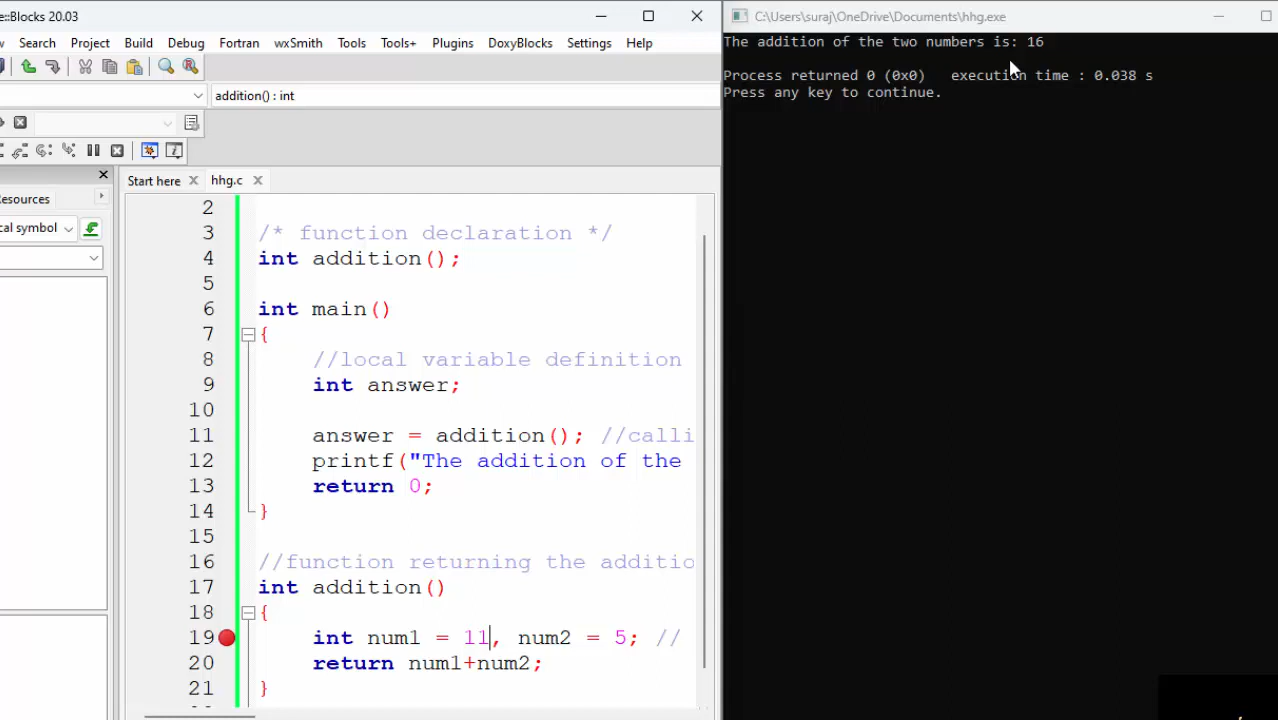 ::Blocks 20.03
Search Project Build Debug Fortran wxSmith Tools Tools+ Plugins DoxyBlocks Settings Help
addition() : int
Start here hhg.c
esources
cal symbol
2
3 /* function declaration */
4 int addition();
5
6 int main()
7 {
8 //local variable definition
9 int answer;
10
11 answer = addition(); //calli
12 printf("The addition of the
13 return 0;
14 }
15
16 //function returning the additio
17 int addition()
18 {
19 int num1 = 11, num2 = 5; //
20 return num1+num2;
21 }
C:\Users\suraj\OneDrive\Documents\hhg.exe
The addition of the two numbers is: 16
Process returned 0 (0x0) execution time : 0.038 s
Press any key to continue.